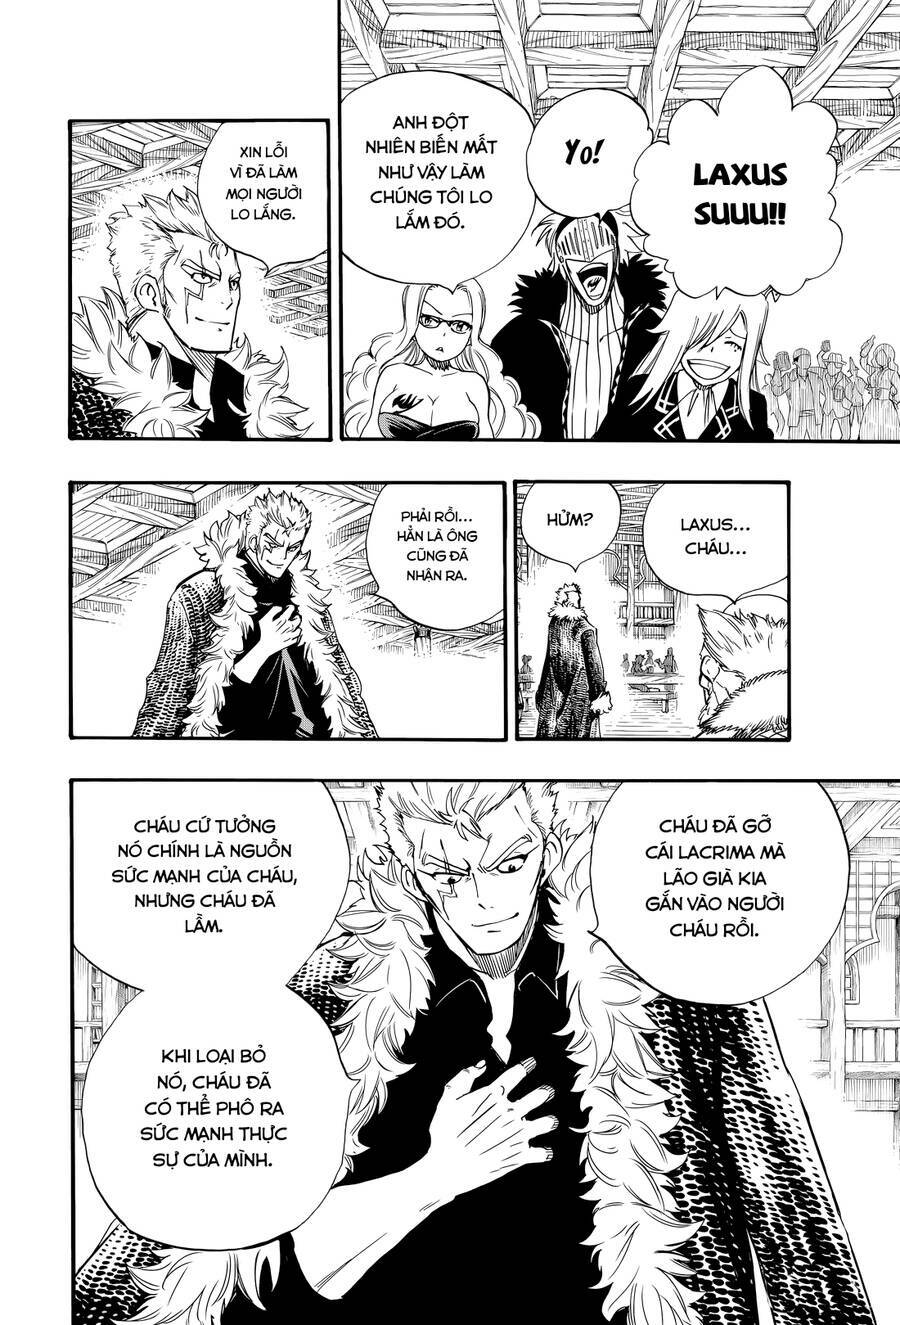 LAXUS
SUUU!!
Yo!
ANH ĐỘT
NHIÊN BIẾN MẤT
NHƯ VẬY LÀM
CHÚNG TÔI LO
LẮM ĐÓ.
XIN LỖI
VÌ ĐÃ LÀM
MỌI NGƯỜI
LO LẮNG.
LAXUS...
CHÁU...
HỬM?
PHẢI RỒI...
HẲN LÀ ÔNG
CŨNG ĐÃ
NHẬN RA.
CHÁU ĐÃ GỠ
CÁI LACRIMA MÀ
LÃO GIÀ KIA
GẮN VÀO NGƯỜI
CHÁU RỒI.
CHÁU CỨ TƯỞNG
NÓ CHÍNH LÀ NGUỒN
SỨC MẠNH CỦA CHÁU,
NHƯNG CHÁU ĐÃ
LẦM.
KHI LOẠI BỎ
NÓ, CHÁU ĐÃ
CÓ THỂ PHÔ RA
SỨC MẠNH THỰC
SỰ CỦA MÌNH.